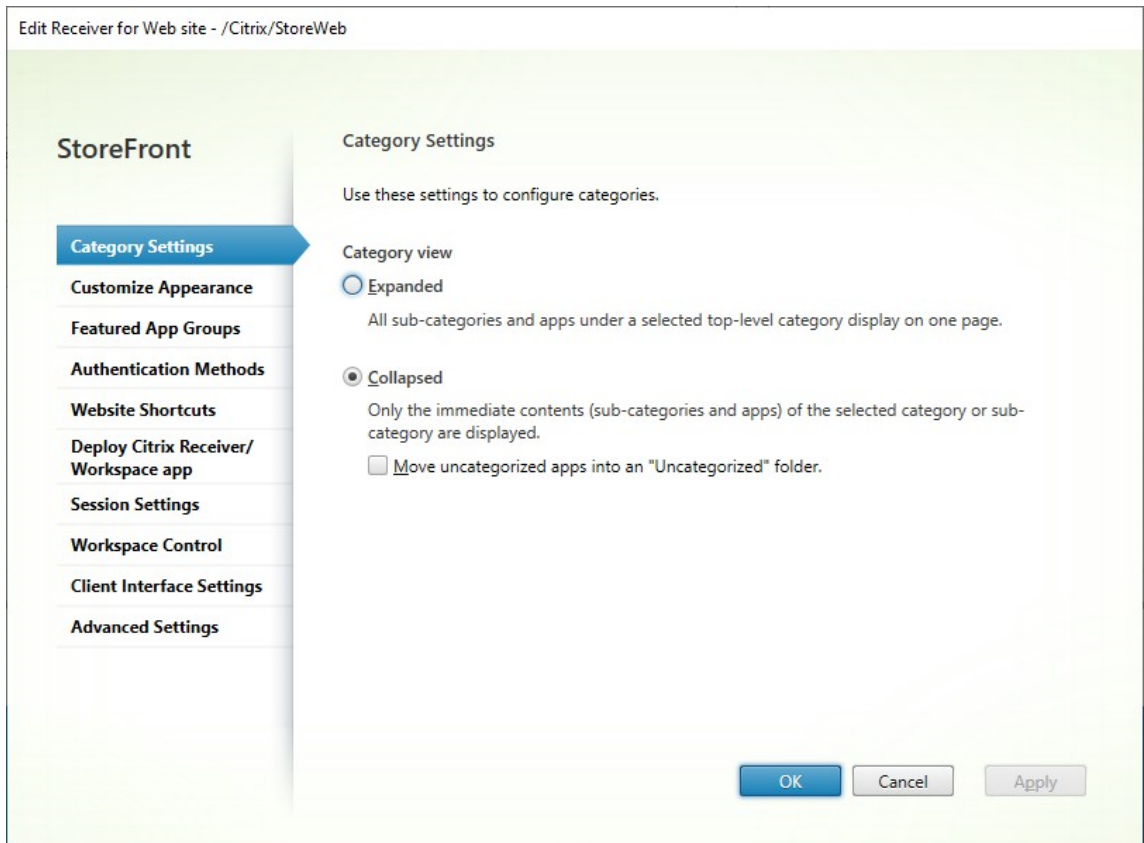 Edit Receiver for Web site - /Citrix/StoreWeb
StoreFront
Category Settings
Customize Appearance
Featured App Groups
Authentication Methods
Website Shortcuts
Deploy Citrix Receiver/
Workspace app
Session Settings
Workspace Control
Client Interface Settings
Advanced Settings
Category Settings
Use these settings to configure categories.
Category view
Expanded
All sub-categories and apps under a selected top-level category display on one page.
Collapsed
Only the immediate contents (sub-categories and apps) of the selected category or sub-
category are displayed.
Move uncategorized apps into an "Uncategorized" folder.
OK
Cancel
Apply